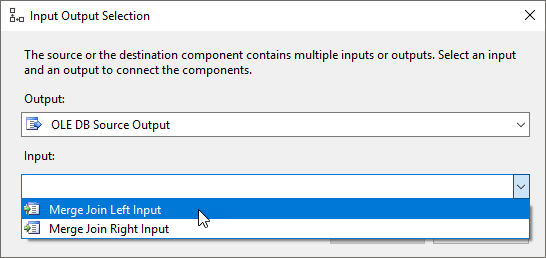 Input Output Selection
The source or the destination component contains multiple inputs or outputs. Select an input
and an output to connect the components.
Output:
OLE DB Source Output
Input:
Merge Join Left Input
Merge Join Right Input